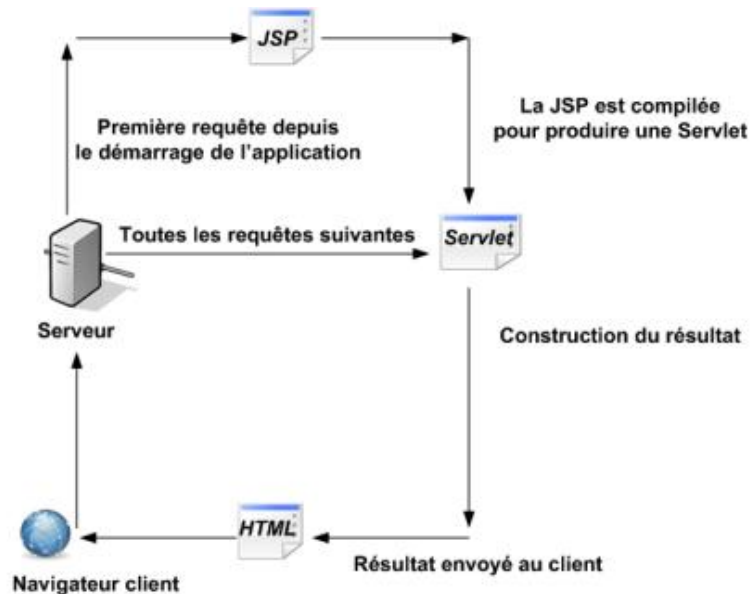 JSP
Première requête depuis
le démarrage de l'application
La JSP est compilée
pour produire une Servlet
Toutes les requêtes suivantes
Servlet
Serveur
Construction du résultat
HTML
Résultat envoyé au client
Navigateur client